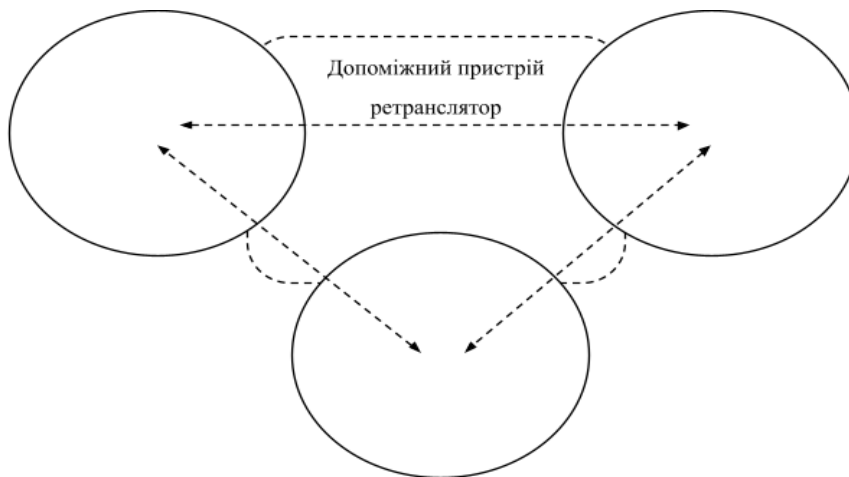 Допоміжний пристрій
ретранслятор